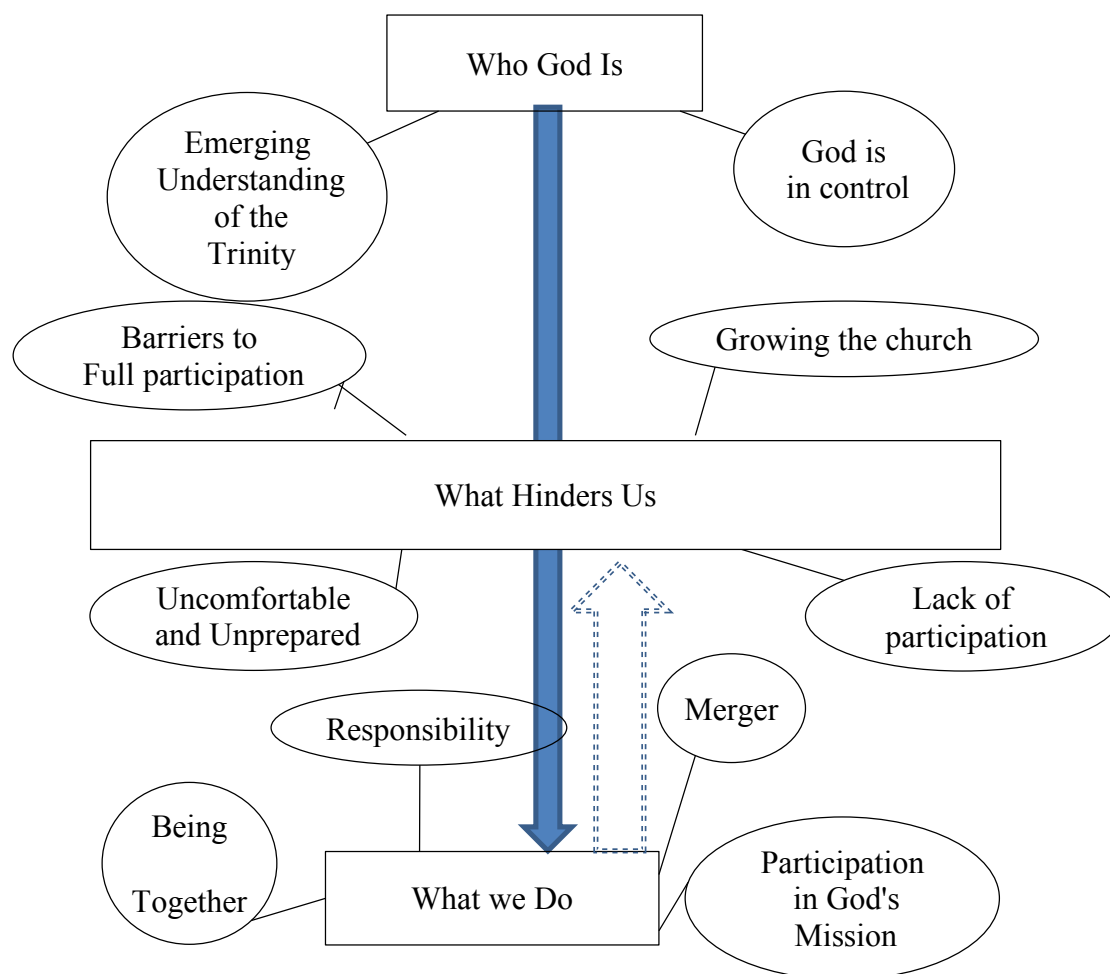 Who God Is
Emerging
Understanding
of the
Trinity
God is
in control
Barriers to
Full participation
Growing the church
What Hinders Us
Uncomfortable
and Unprepared
Lack of
participation
Responsibility
Merger
Being
Together
What we Do
Participation
in God's
Mission